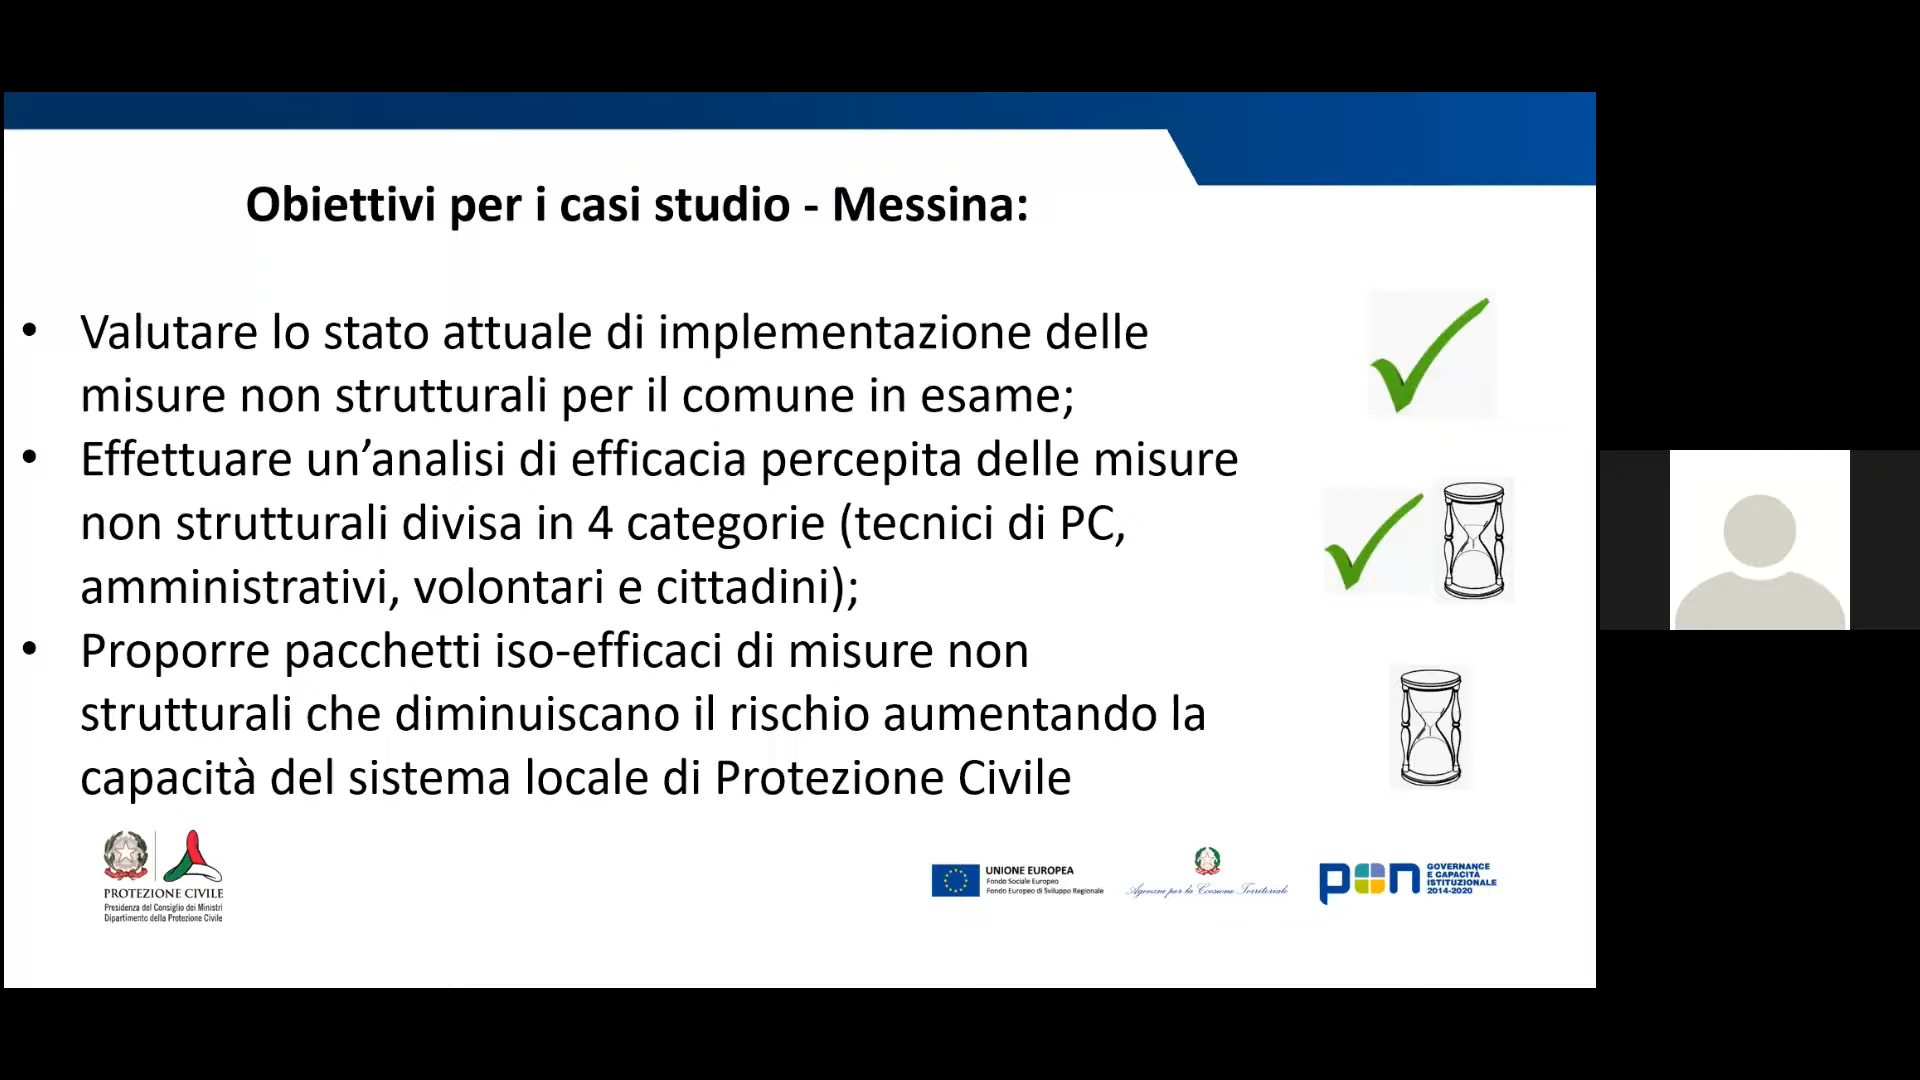 Obiettivi per i casi studio - Messina:
• Valutare lo stato attuale di implementazione delle
misure non strutturali per il comune in esame;
• Effettuare un’analisi di efficacia percepita delle misure
non strutturali divisa in 4 categorie (tecnici di PC,
amministrativi, volontari e cittadini);
• Proporre pacchetti iso-efficaci di misure non
strutturali che diminuiscano il rischio aumentando la
capacità del sistema locale di Protezione Civile
PROTEZIONE CIVILE
Presidenza del Consiglio dei Ministri
Dipartimento della Protezione Civile
UNIONE EUROPEA
Fondo Sociale Europeo
Fondo Europeo di Sviluppo Regionale
Agenzia per la Coesione Territoriale
pon
GOVERNANCE
E CAPACITÀ
ISTITUZIONALE
2014-2020